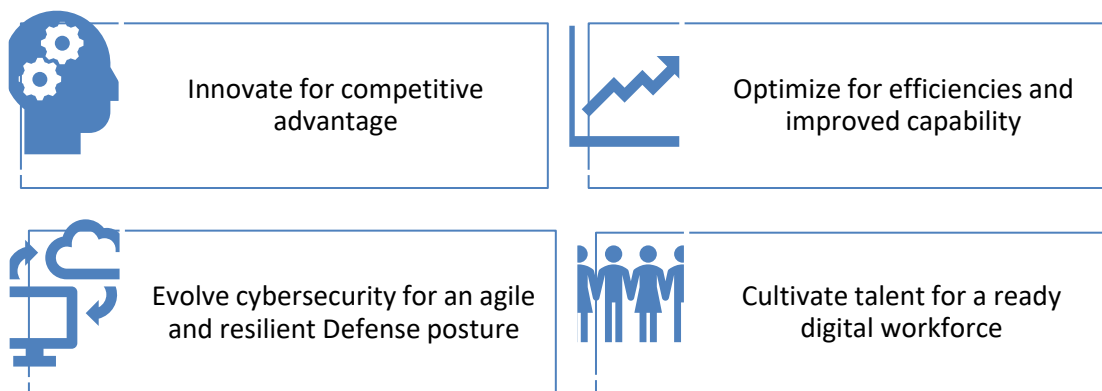 Innovate for competitive
advantage
Optimize for efficiencies and
improved capability
Evolve cybersecurity for an agile
and resilient Defense posture
Cultivate talent for a ready
digital workforce